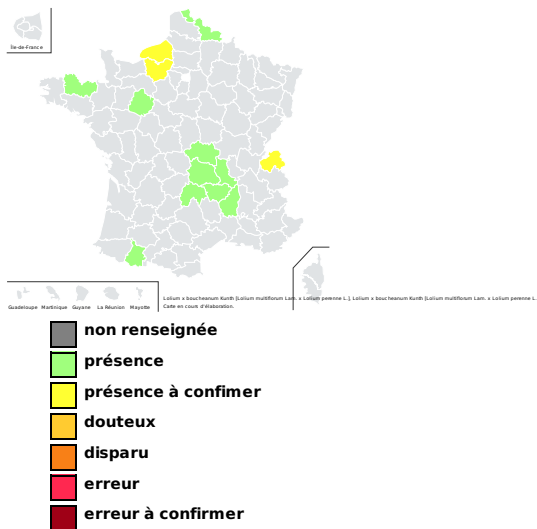 Île-de-France
Guadeloupe Martinique Guyane La Réunion Mayotte
Lolium x boucheanum Kunth [Lolium multiflorum Lam. x Lolium perenne L.], Lolium x boucheanum Kunth [Lolium multiflorum Lam. x Lolium perenne L.
Carte en cours d'élaboration.
non renseignée
présence
présence à confimer
douteux
disparu
erreur
erreur à confirmer